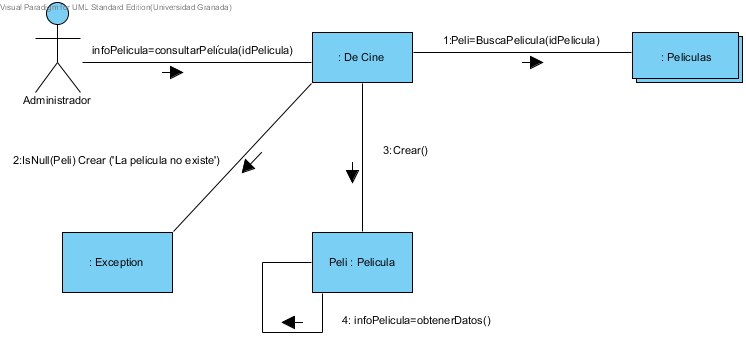 Visual Paradigm for UML Standard Edition(Universidad Granada)
infoPelicula=consultarPelícula(idPelicula)
1:Peli=BuscaPelicula(idPelicula)
: De Cine
: Peliculas
Administrador
2:IsNull(Peli) Crear ('La pelicula no existe')
3:Crear()
: Exception
Peli : Pelicula
4: infoPelicula=obtenerDatos()